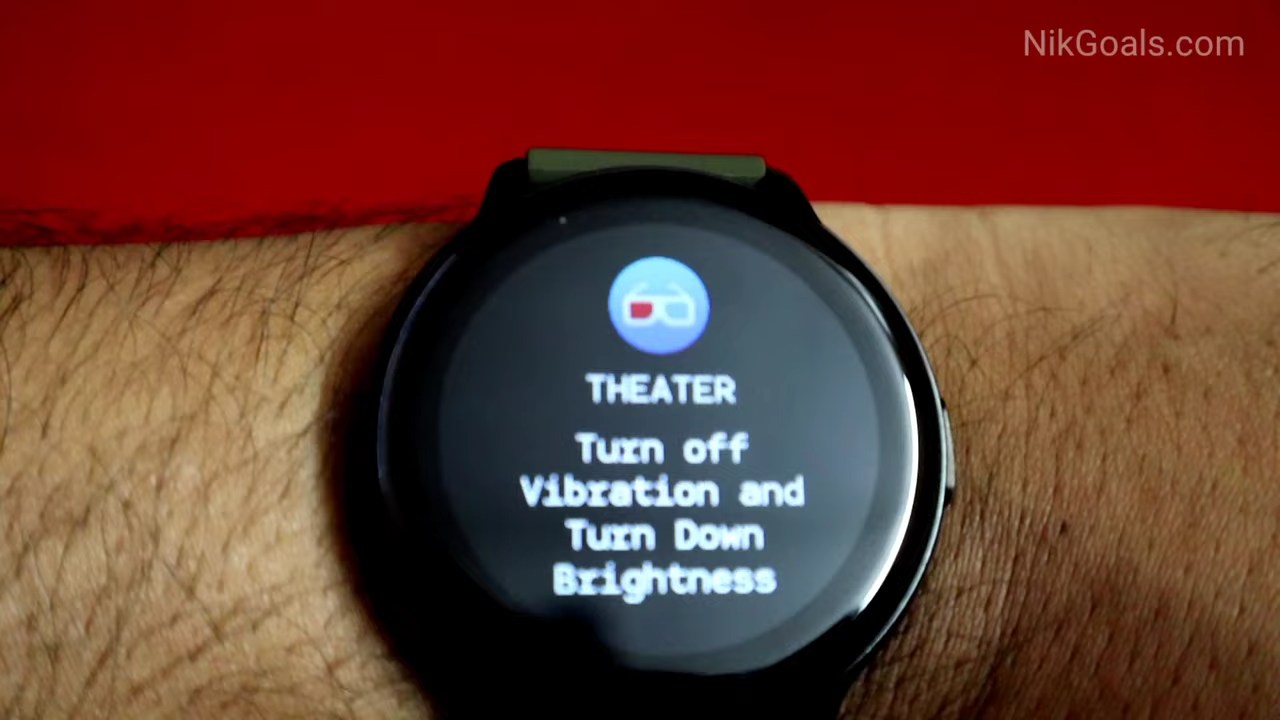 NikGoals.com
THEATER
Turn off
Vibration and
Turn Down
Brightness